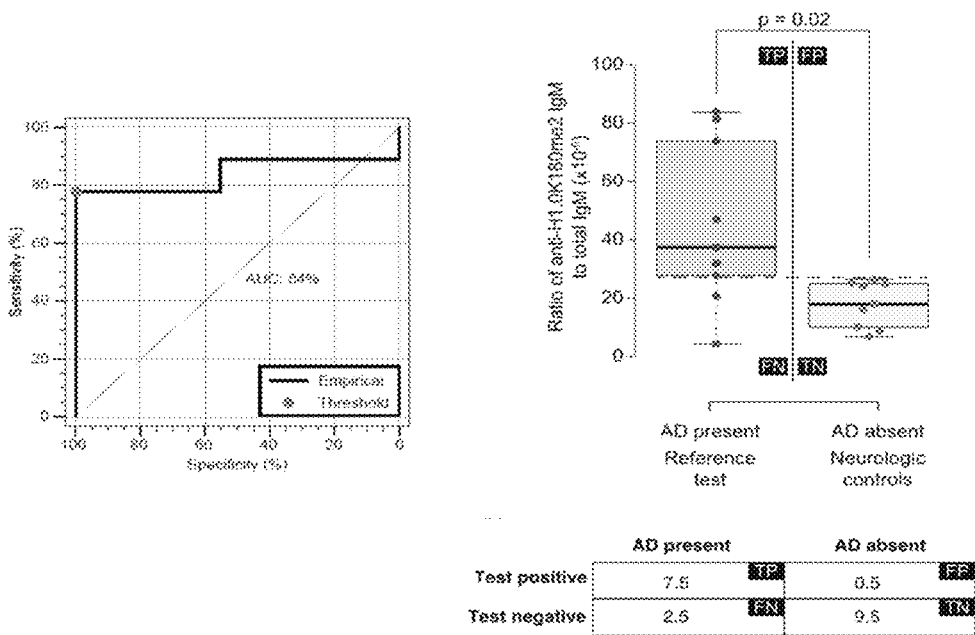 100
80
60
40
20
0
Sensitivity (%)
AUC: 84%
Empirical
Threshold
100 80 60 40 20 0
Specificity (%)
p = 0.02
TP FP
100
80
60
40
20
0
Ratio of anti-H1.0K180me2 IgM
to total IgM
FN TN
AD present
Reference
test
AD absent
Neurologic
controls
AD present AD absent
Test positive 7.5 TP 0.5 FP
Test negative 2.5 FN 9.5 TN